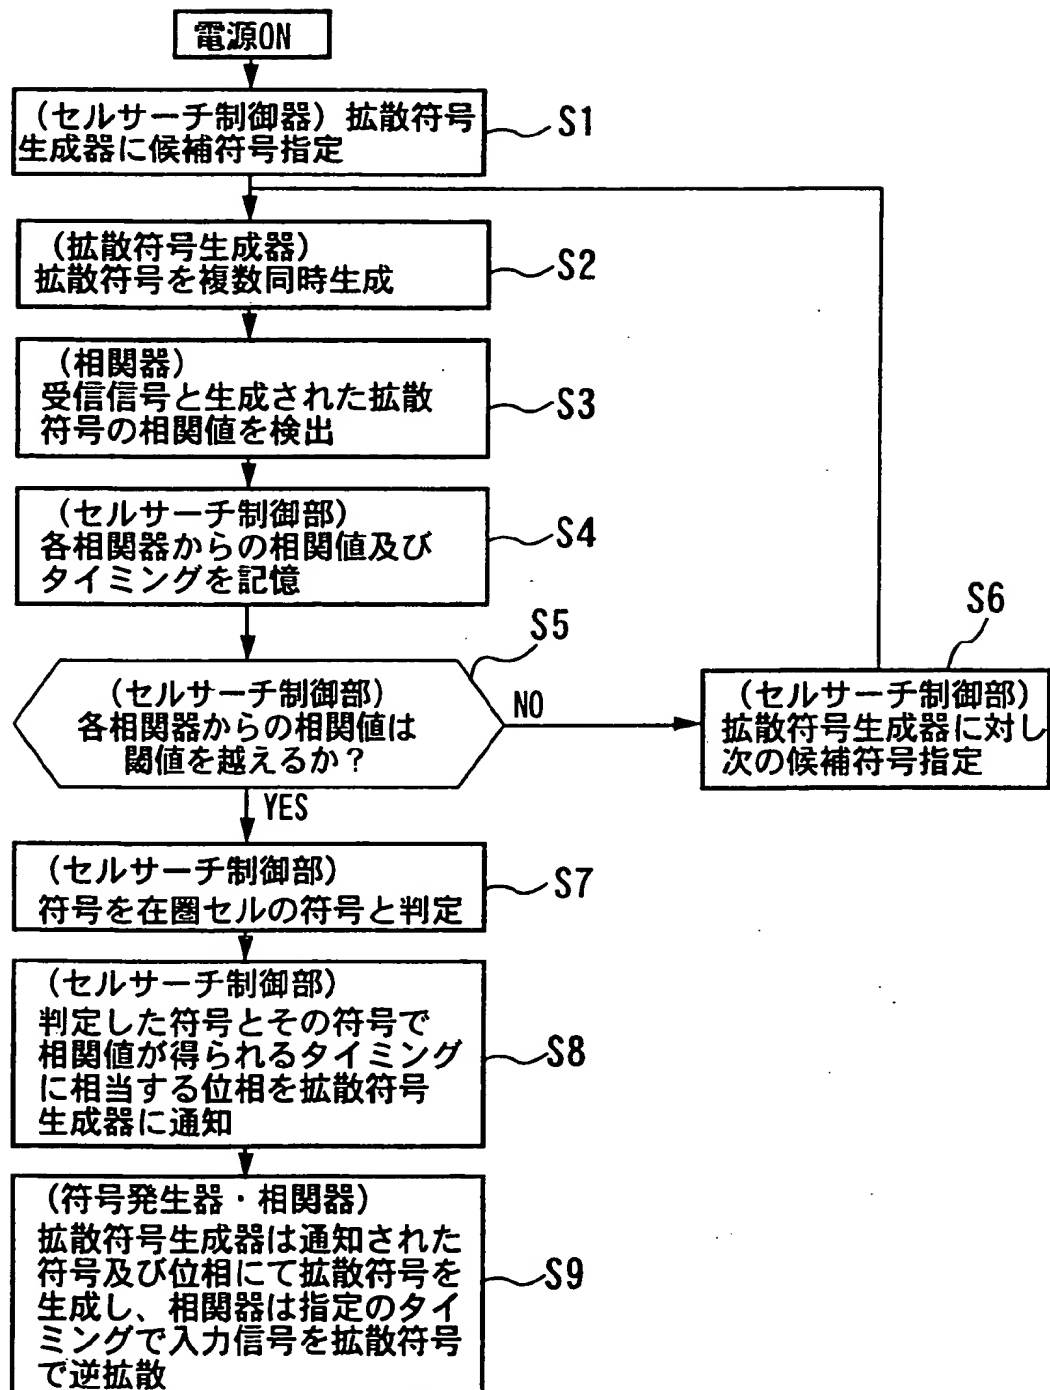 電源ON
(セルサーチ制御器)拡散符号
生成器に候補符号指定
S1
(拡散符号生成器)
拡散符号を複数同時生成
S2
(相関器)
受信信号と生成された拡散
符号の相関値を検出
S3
(セルサーチ制御部)
各相関器からの相関値及び
タイミングを記憶
S4
S5
(セルサーチ制御部)
各相関器からの相関値は
閾値を越えるか?
NO
YES
S6
(セルサーチ制御部)
拡散符号生成器に対し
次の候補符号指定
(セルサーチ制御部)
符号を在圏セルの符号と判定
S7
(セルサーチ制御部)
判定した符号とその符号で
相関値が得られるタイミング
に相当する位相を拡散符号
生成器に通知
S8
(符号発生器・相関器)
拡散符号生成器は通知された
符号及び位相にて拡散符号を
生成し、相関器は指定のタイ
ミングで入力信号を拡散符号
で逆拡散
S9